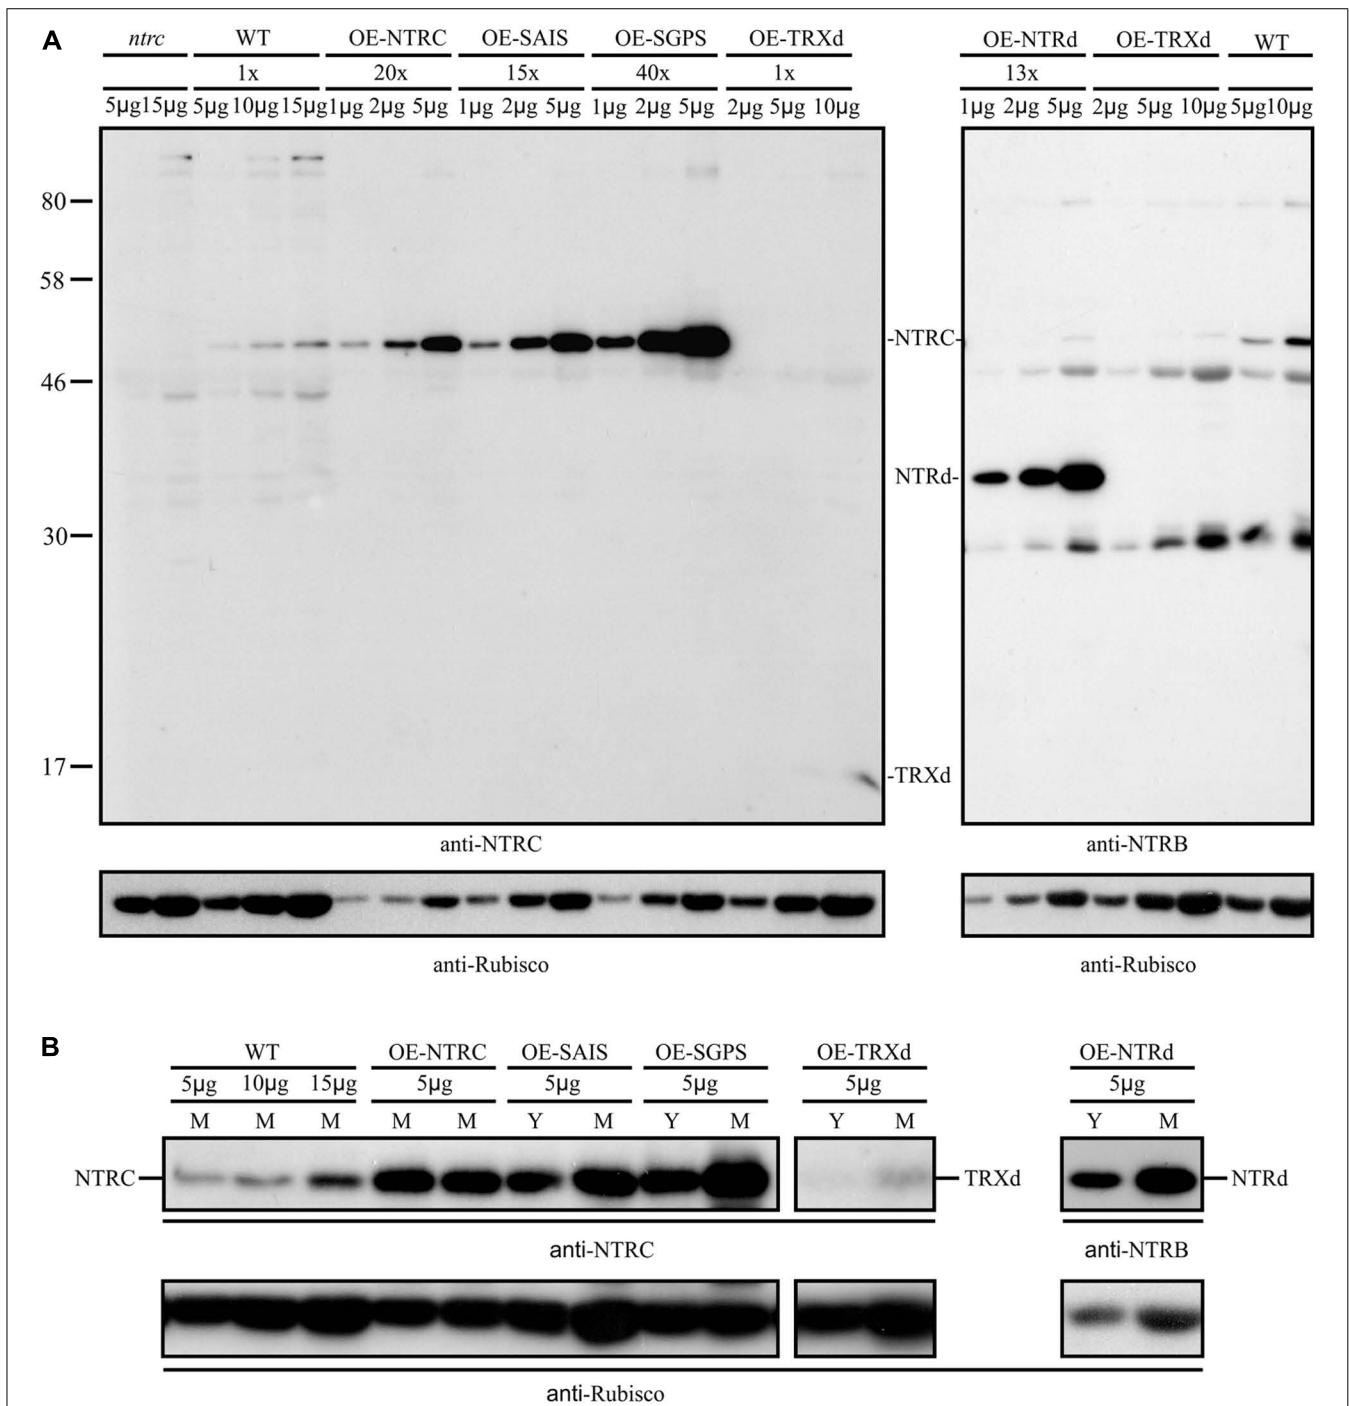 A
ntrc WT OE-NTRC OE-SAIS OE-SGPS OE-TRXd OE-NTRd OE-TRXd WT
1x 20x 15x 40x 1x 13x
5µg 15µg 5µg 10µg 15µg 1µg 2µg 5µg 1µg 2µg 5µg 1µg 2µg 5µg 2µg 5µg 10µg 1µg 2µg 5µg 2µg 5µg 10µg 5µg 10µg
80
58
-NTRC-
46
NTRd-
30
17
-TRXd
anti-NTRC anti-NTRB
anti-Rubisco anti-Rubisco
B
WT OE-NTRC OE-SAIS OE-SGPS OE-TRXd OE-NTRd
5µg 10µg 15µg 5µg 5µg 5µg 5µg 5µg
M M M M M Y M Y M Y M Y M
NTRC TRXd NTRd
anti-NTRC anti-NTRB
anti-Rubisco